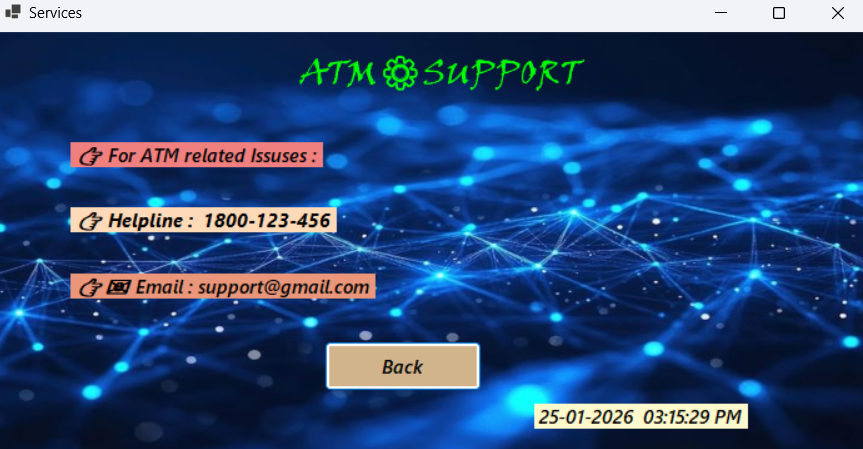 Services
ATM SUPPORT
For ATM related Issuses :
Helpline : 1800-123-456
Email : support@gmail.com
Back
25-01-2026 03:15:29 PM